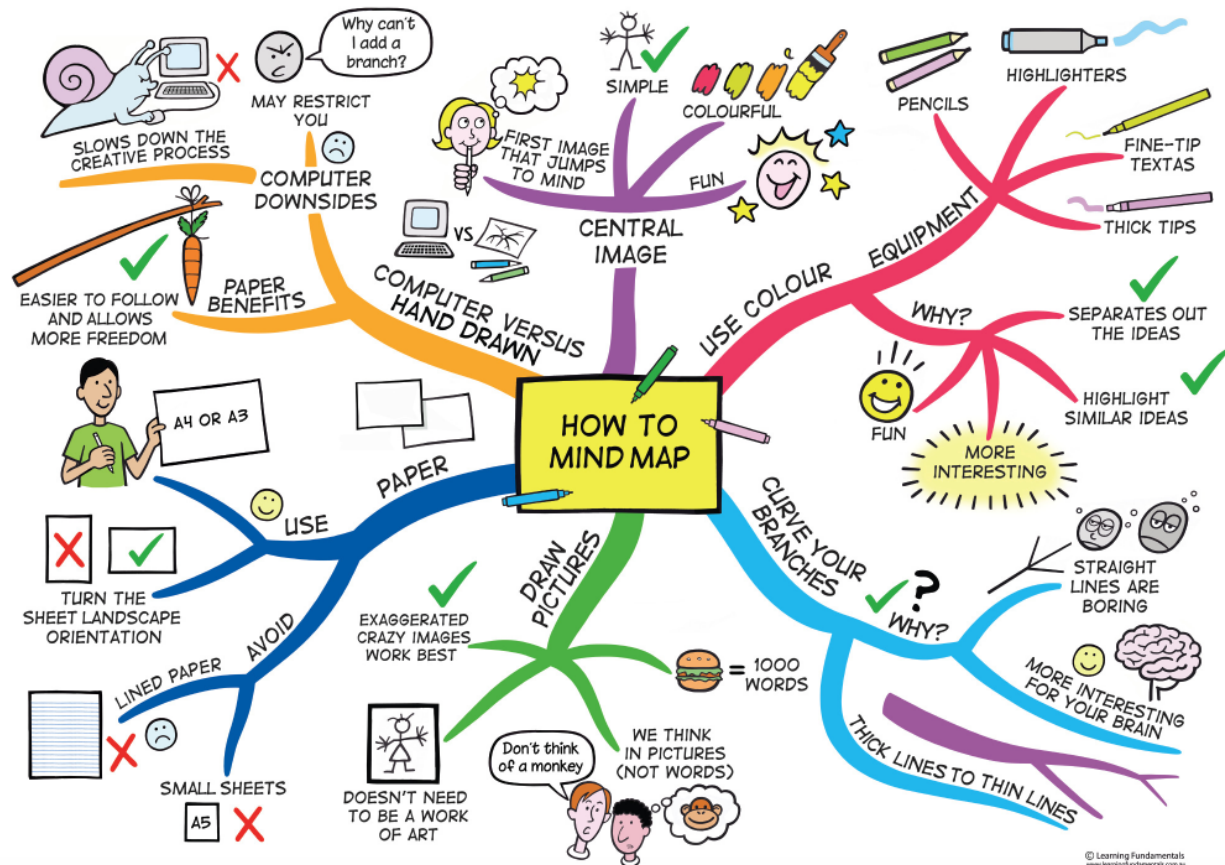 HOW TO
MIND MAP
COMPUTER VERSUS
HAND DRAWN
VS
COMPUTER
DOWNSIDES
SLOWS DOWN THE
CREATIVE PROCESS
MAY RESTRICT
YOU
Why can't
I add a
branch?
PAPER
BENEFITS
EASIER TO FOLLOW
AND ALLOWS
MORE FREEDOM
CENTRAL
IMAGE
FIRST IMAGE
THAT JUMPS
TO MIND
SIMPLE
COLOURFUL
FUN
USE COLOUR
EQUIPMENT
PENCILS
HIGHLIGHTERS
FINE-TIP
TEXTAS
THICK TIPS
WHY?
SEPARATES OUT
THE IDEAS
HIGHLIGHT
SIMILAR IDEAS
MORE
INTERESTING
FUN
CURVE YOUR
BRANCHES
?
WHY?
STRAIGHT
LINES ARE
BORING
MORE INTERESTING
FOR YOUR BRAIN
THICK LINES TO THIN LINES
DRAW
PICTURES
EXAGGERATED
CRAZY IMAGES
WORK BEST
= 1000
WORDS
DOESN'T NEED
TO BE A WORK
OF ART
WE THINK
IN PICTURES
(NOT WORDS)
Don't think
of a monkey
PAPER
USE
A4 OR A3
TURN THE
SHEET LANDSCAPE
ORIENTATION
AVOID
LINED PAPER
SMALL SHEETS
A5
© Learning Fundamentals
www.learningfundamentals.com.au